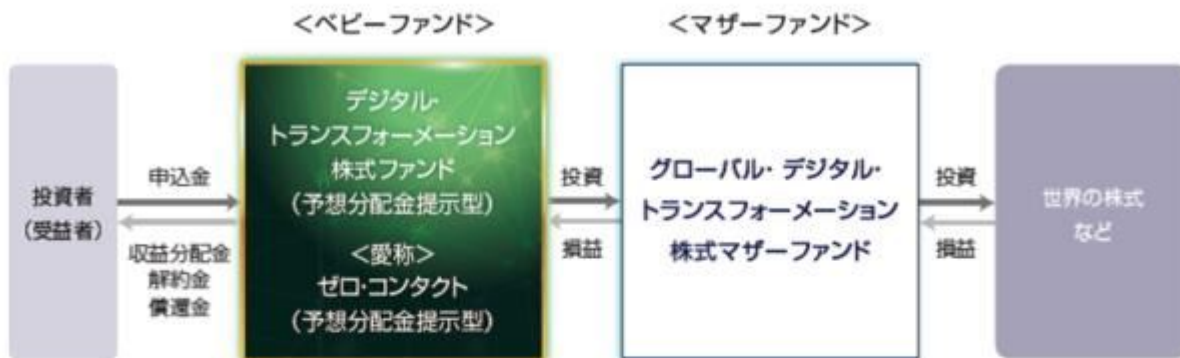 ＜ベビーファンド＞
＜マザーファンド＞
投資者
（受益者）
申込金
収益分配金
解約金
償還金
デジタル・
トランスフォーメーション
株式ファンド
（予想分配金提示型）
＜愛称＞
ゼロ・コンタクト
（予想分配金提示型）
投資
損益
グローバル・デジタル・
トランスフォーメーション
株式マザーファンド
投資
損益
世界の株式
など